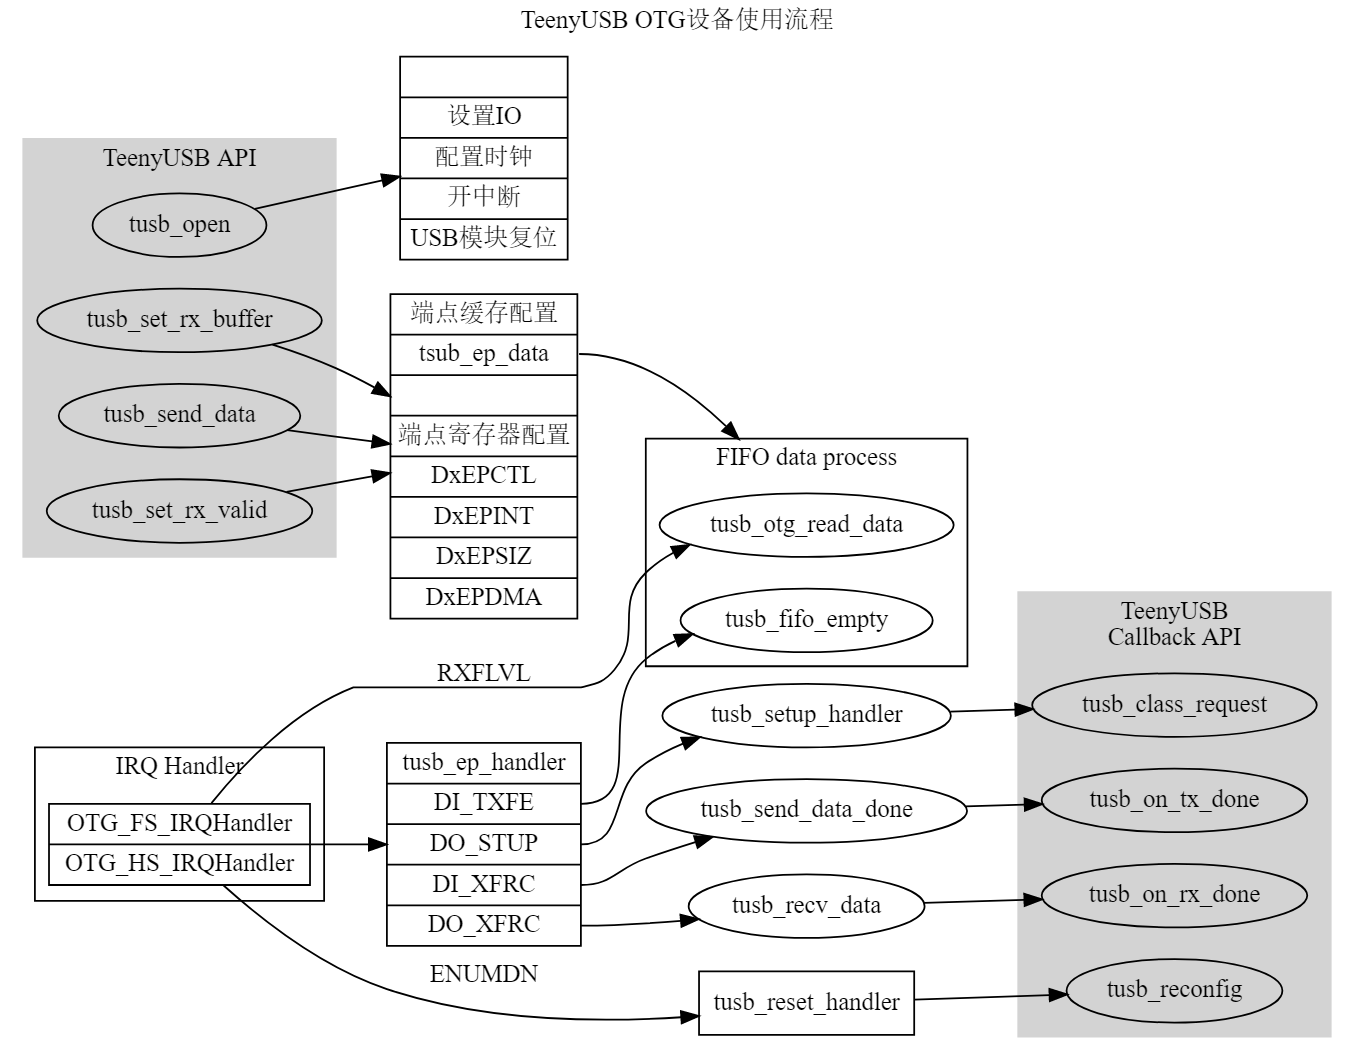 TeenyUSB OTG设备使用流程
TeenyUSB API
tusb_open
tusb_set_rx_buffer
tusb_send_data
tusb_set_rx_valid
设置IO
配置时钟
开中断
USB模块复位
端点缓存配置
tsub_ep_data
端点寄存器配置
DxEPCTL
DxEPINT
DxEPSIZ
DxEPDMA
FIFO data process
tusb_otg_read_data
tusb_fifo_empty
RXFLVL
IRQ Handler
OTG_FS_IRQHandler
OTG_HS_IRQHandler
tusb_ep_handler
DI_TXFE
DO_STUP
DI_XFRC
DO_XFRC
ENUMDN
tusb_setup_handler
tusb_send_data_done
tusb_recv_data
tusb_reset_handler
TeenyUSB
Callback API
tusb_class_request
tusb_on_tx_done
tusb_on_rx_done
tusb_reconfig